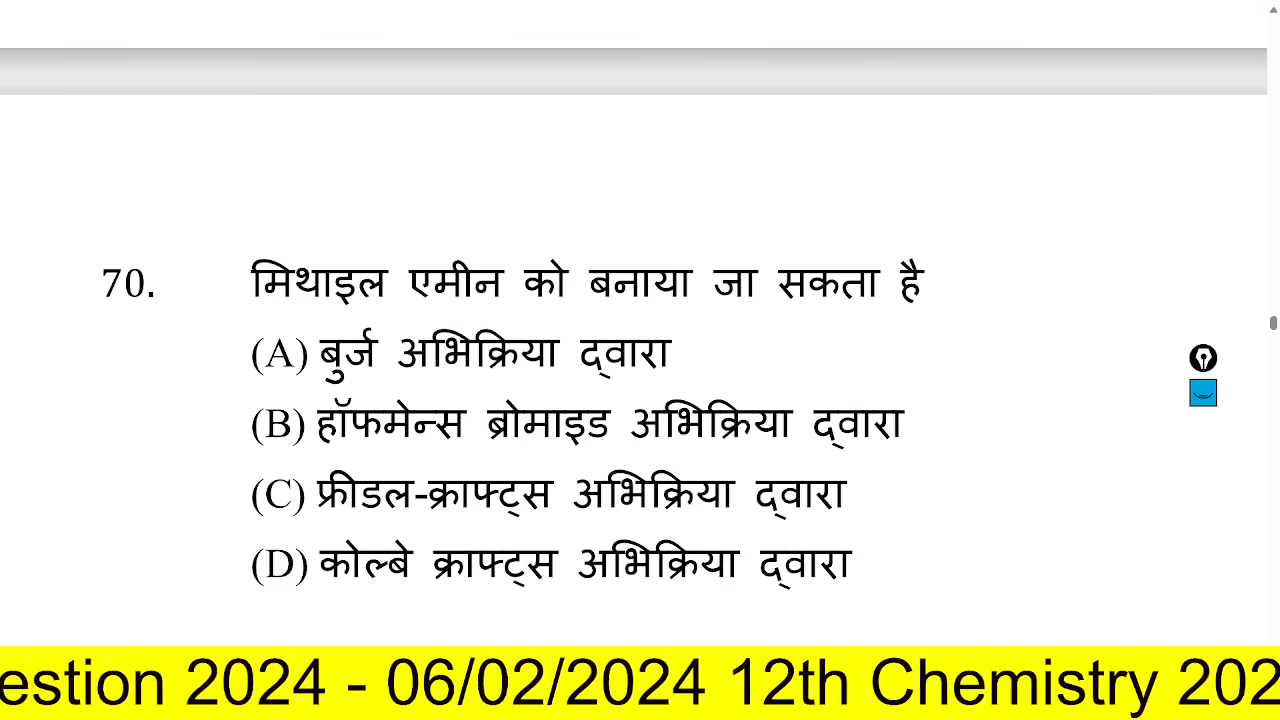 70. मिथाइल एमीन को बनाया जा सकता है
(A) बुर्ज अभिक्रिया द्वारा
(B) हॉफमेन्स ब्रोमाइड अभिक्रिया द्वारा
(C) फ्रीडल-क्राफ्ट्स अभिक्रिया द्वारा
(D) कोल्बे क्राफ्ट्स अभिक्रिया द्वारा
estion 2024 - 06/02/2024 12th Chemistry 202